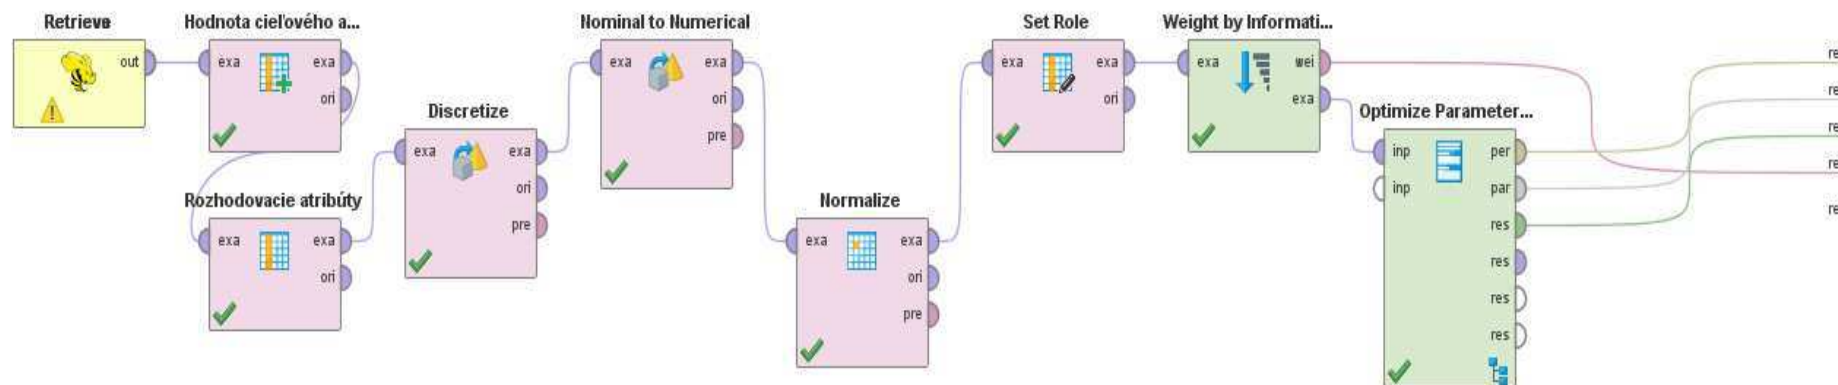 Retrieve
out
Hodnota cieľového a...
exa exa
ori
Rozhodovacie atribúty
exa exa
ori
Discretize
exa exa
ori
pre
Nominal to Numerical
exa exa
ori
pre
Normalize
exa exa
ori
pre
Set Role
exa exa
ori
Weight by Informati...
exa wei
exa
Optimize Parameter...
inp per
inp par
res
res
res
res
re
re
re
re
re